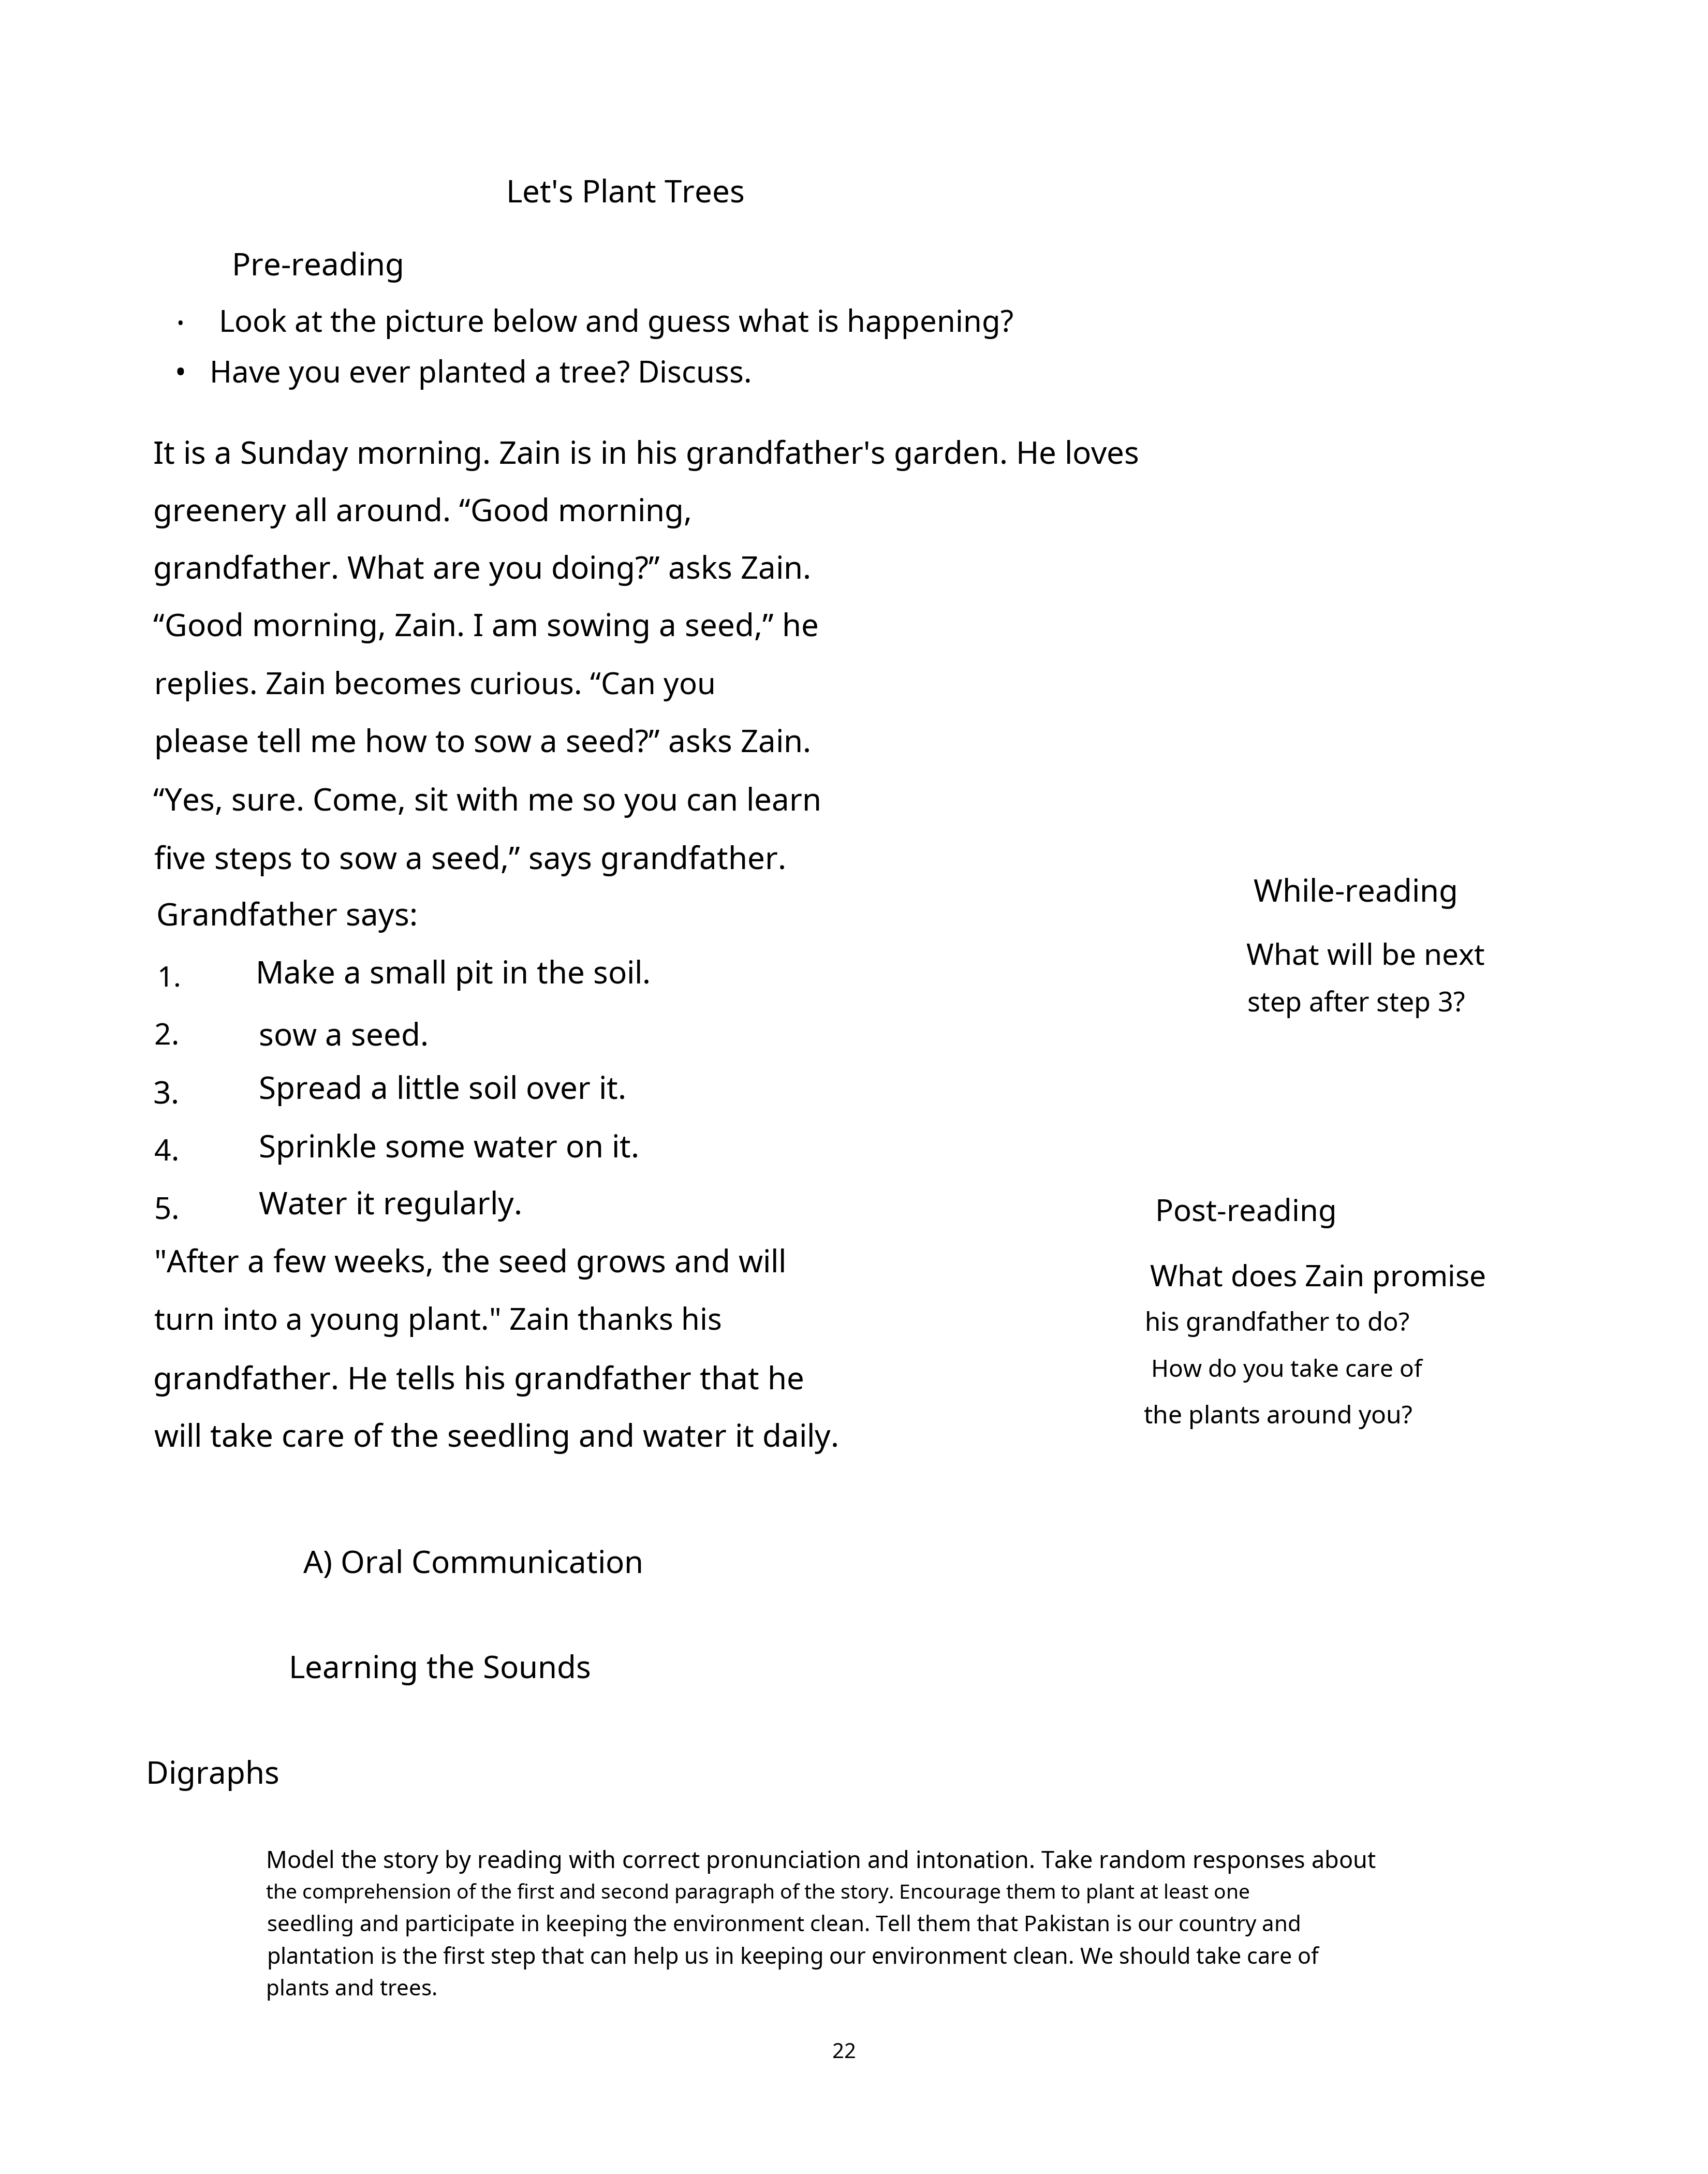 Let's Plant Trees
Pre-reading
· Look at the picture below and guess what is happening?
• Have you ever planted a tree? Discuss.
It is a Sunday morning. Zain is in his grandfather's garden. He loves
greenery all around. “Good morning,
grandfather. What are you doing?” asks Zain.
“Good morning, Zain. I am sowing a seed,” he
replies. Zain becomes curious. “Can you
please tell me how to sow a seed?” asks Zain.
“Yes, sure. Come, sit with me so you can learn
five steps to sow a seed,” says grandfather.
Grandfather says:
1. Make a small pit in the soil.
2. sow a seed.
3. Spread a little soil over it.
4. Sprinkle some water on it.
5. Water it regularly.
"After a few weeks, the seed grows and will
turn into a young plant." Zain thanks his
grandfather. He tells his grandfather that he
will take care of the seedling and water it daily.
While-reading
What will be next
step after step 3?
Post-reading
What does Zain promise
his grandfather to do?
How do you take care of
the plants around you?
A) Oral Communication
Learning the Sounds
Digraphs
Model the story by reading with correct pronunciation and intonation. Take random responses about
the comprehension of the first and second paragraph of the story. Encourage them to plant at least one
seedling and participate in keeping the environment clean. Tell them that Pakistan is our country and
plantation is the first step that can help us in keeping our environment clean. We should take care of
plants and trees.
22